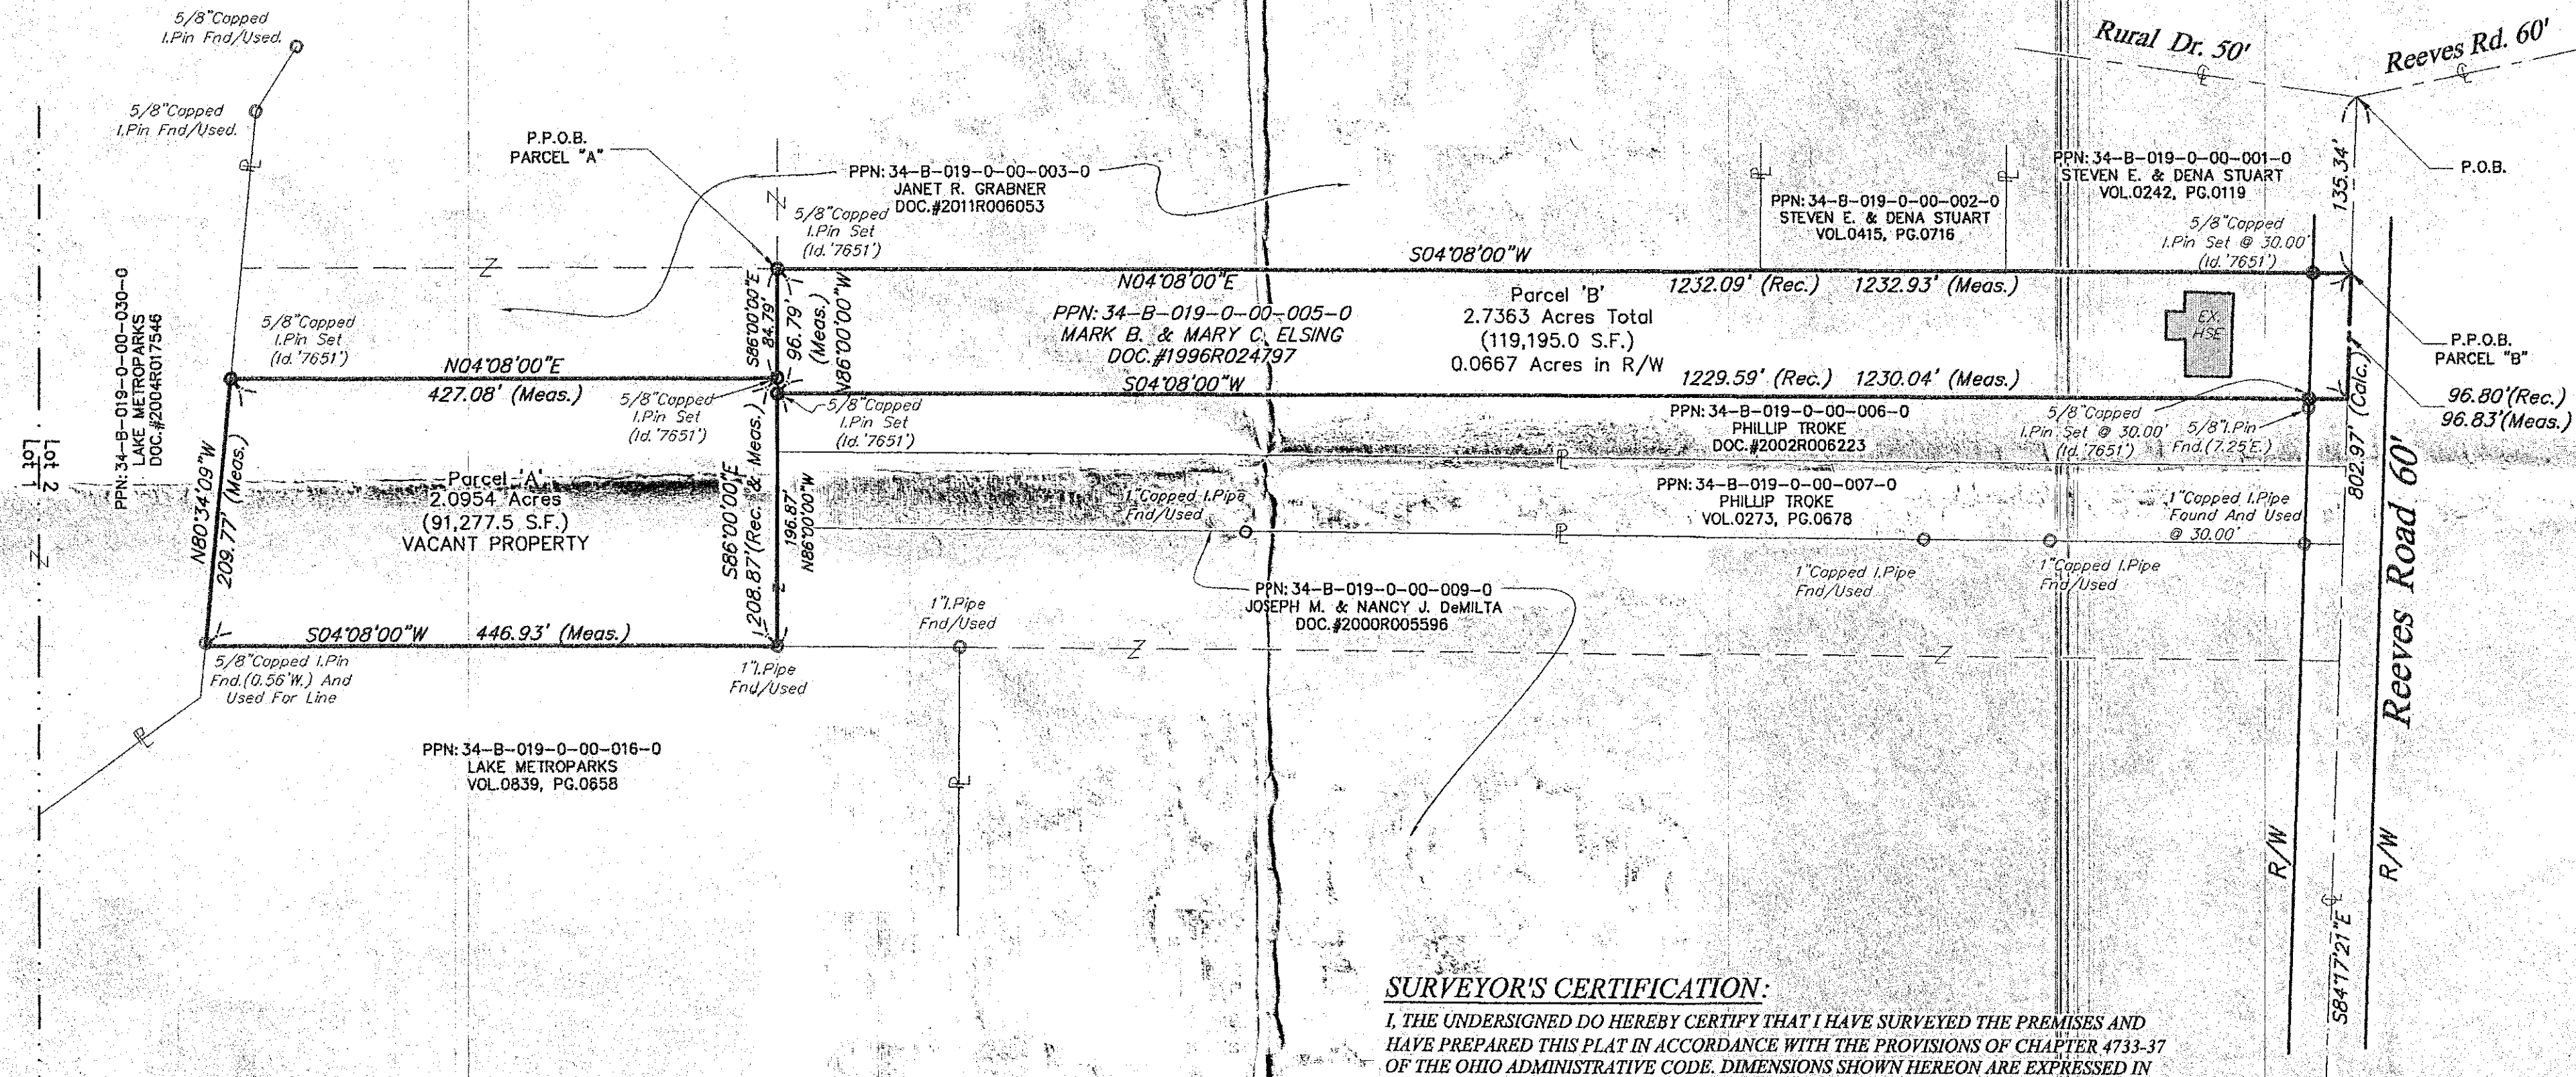 5/8"Capped
I.Pin Fnd/Used.
5/8"Capped
I.Pin Fnd/Used.
P.P.O.B.
PARCEL "A"
PPN: 34-B-019-0-00-003-0
JANET R. GRABNER
DOC.#2011R006053
5/8"Capped
I.Pin Set
(Id.'7651')
Rural Dr. 50'
Reeves Rd. 60'
P.O.B.
135.34'
PPN: 34-B-019-0-00-001-0
STEVEN E. & DENA STUART
VOL.0242, PG.0119
PPN: 34-B-019-0-00-002-0
STEVEN E. & DENA STUART
VOL.0415, PG.0716
5/8"Capped
I.Pin Set @ 30.00'
(Id.'7651')
S04°08'00"W
N04°08'00"E
1232.09' (Rec.) 1232.93' (Meas.)
PPN: 34-B-019-0-00-005-0
MARK B. & MARY C. ELSING
DOC.#1996R024797
Parcel 'B'
2.7363 Acres Total
(119,195.0 S.F.)
0.0667 Acres in R/W
EX.
HSE
P.P.O.B.
PARCEL "B"
96.80'(Rec.)
96.83'(Meas.)
S04°08'00"W
1229.59' (Rec.) 1230.04' (Meas.)
PPN: 34-B-019-0-00-030-0
LAKE METROPARKS
DOC.#2004R017546
5/8"Capped
I.Pin Set
(Id.'7651')
S86°00'00"E
84.79'
96.79'
(Meas.)
N86°00'00"W
N04°08'00"E
427.08' (Meas.)
5/8"Capped
I.Pin Set
(Id.'7651')
5/8"Capped
I.Pin Set
(Id.'7651')
PPN: 34-B-019-0-00-006-0
PHILLIP TROKE
DOC.#2002R006223
5/8"Capped
I.Pin Set @ 30.00'
(Id.'7651')
5/8"I.Pin
Fnd.(7.25'E.)
802.97' (Calc.)
Lot 2
Lot 1
N80°34'09"W
209.77' (Meas.)
Parcel 'A'
2.0954 Acres
(91,277.5 S.F.)
VACANT PROPERTY
S86°00'00"E
208.87'(Rec. & Meas.)
196.87'
N86°00'00"W
1"Capped I.Pipe
Fnd/Used
PPN: 34-B-019-0-00-007-0
PHILLIP TROKE
VOL.0273, PG.0678
1"Capped I.Pipe
Found And Used
@ 30.00'
1"Capped I.Pipe
Fnd/Used
1"Capped I.Pipe
Fnd/Used
PPN: 34-B-019-0-00-009-0
JOSEPH M. & NANCY J. DeMILTA
DOC.#2000R005596
1"I.Pipe
Fnd/Used
S04°08'00"W 446.93' (Meas.)
5/8"Capped I.Pin
Fnd.(0.56'W.) And
Used For Line
1"I.Pipe
Fnd/Used
Reeves Road 60'
PPN: 34-B-019-0-00-016-0
LAKE METROPARKS
VOL.0839, PG.0658
R/W
R/W
S84°17'21"E
SURVEYOR'S CERTIFICATION:
I, THE UNDERSIGNED DO HEREBY CERTIFY THAT I HAVE SURVEYED THE PREMISES AND
HAVE PREPARED THIS PLAT IN ACCORDANCE WITH THE PROVISIONS OF CHAPTER 4733-37
OF THE OHIO ADMINISTRATIVE CODE. DIMENSIONS SHOWN HEREON ARE EXPRESSED IN